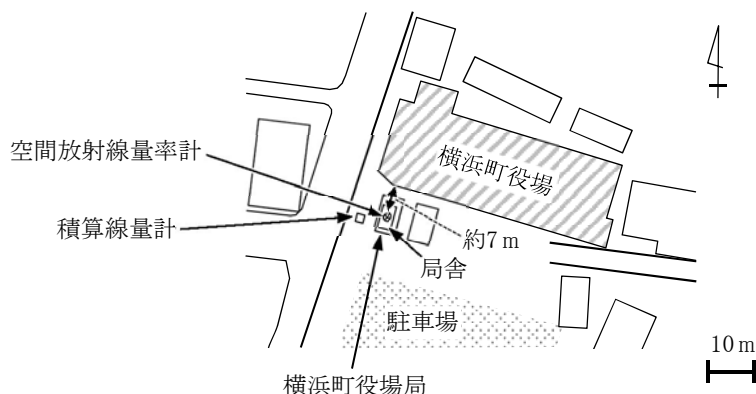 空間放射線量率計
積算線量計
横浜町役場
約7 m
局舎
駐車場
10 m
横浜町役場局